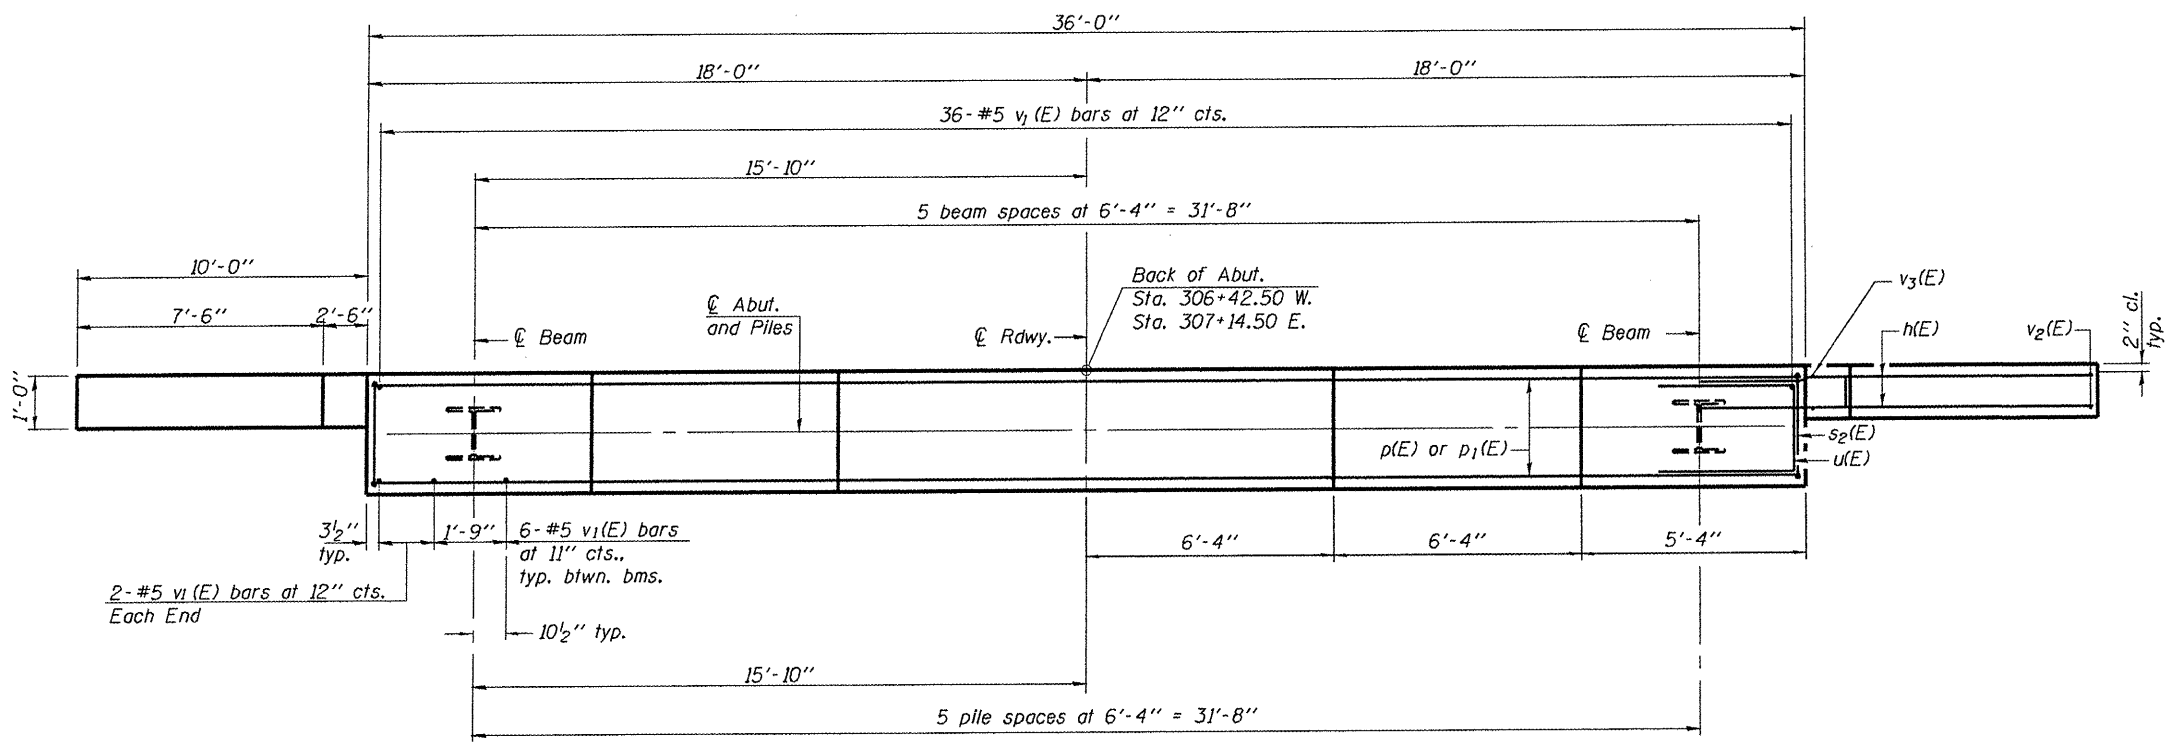 36'-0"
18'-0"
18'-0"
36-#5 v1(E) bars at 12" cts.
15'-10"
5 beam spaces at 6'-4" = 31'-8"
10'-0"
7'-6"
2'-6"
℄ Beam
℄ Abut.
and Piles
℄ Rdwy.
Back of Abut.
Sta. 306+42.50 W.
Sta. 307+14.50 E.
℄ Beam
v3(E)
h(E)
v2(E)
2" cl.
typ.
1'-0"
p(E) or p1(E)
s2(E)
u(E)
3½"
typ.
1'-9"
6-#5 v1(E) bars
at 11" cts.,
typ. btwn. bms.
6'-4"
6'-4"
5'-4"
2-#5 v1(E) bars at 12" cts.
Each End
10½" typ.
15'-10"
5 pile spaces at 6'-4" = 31'-8"